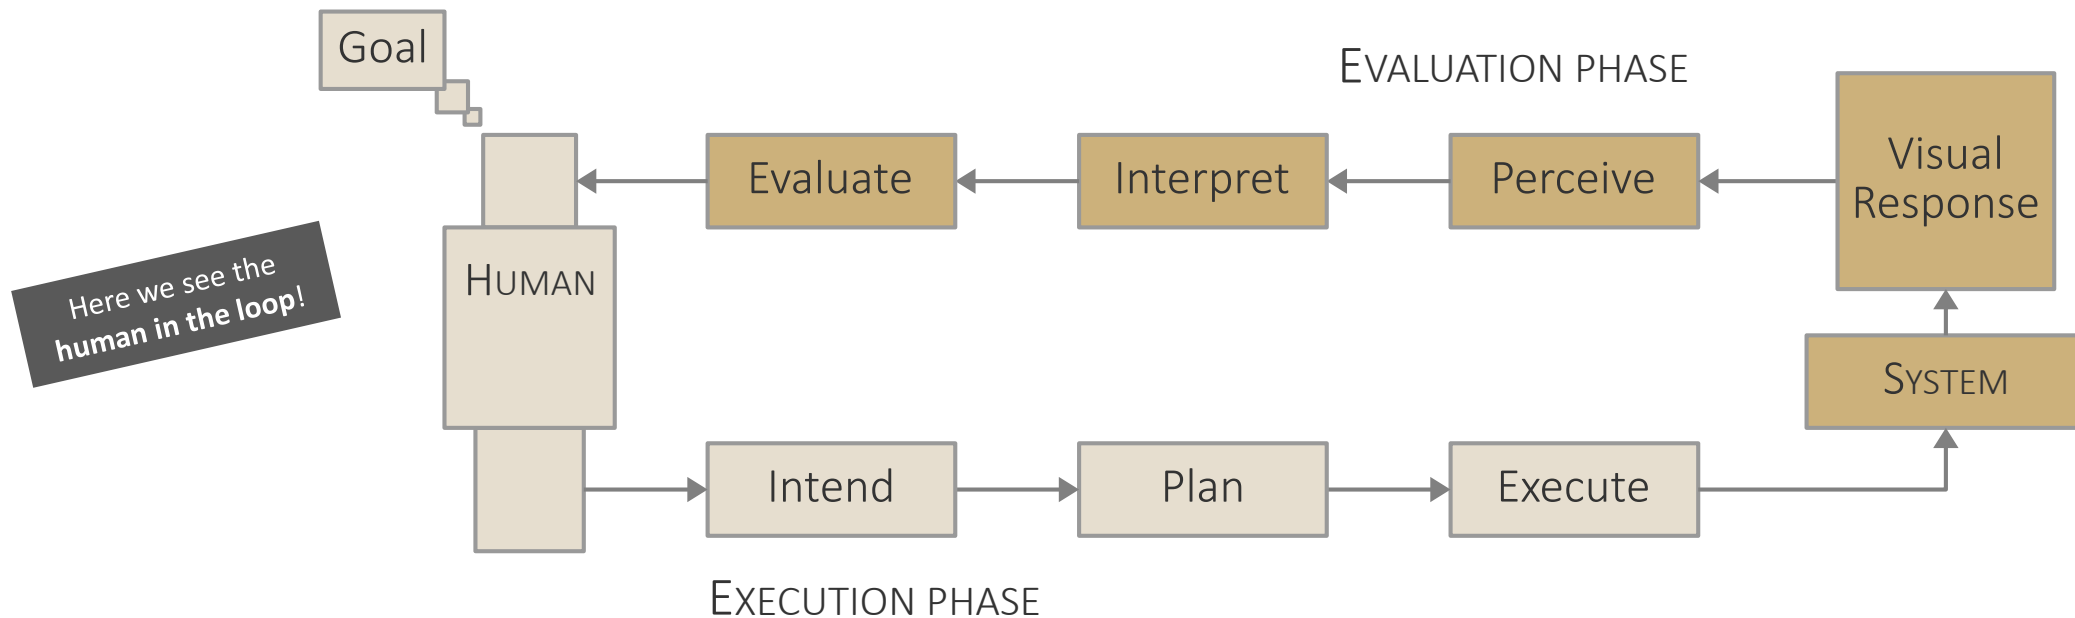 Goal
EVALUATION PHASE
Evaluate
Interpret
Perceive
Visual
Response
Here we see the
human in the loop!
HUMAN
SYSTEM
Intend
Plan
Execute
EXECUTION PHASE